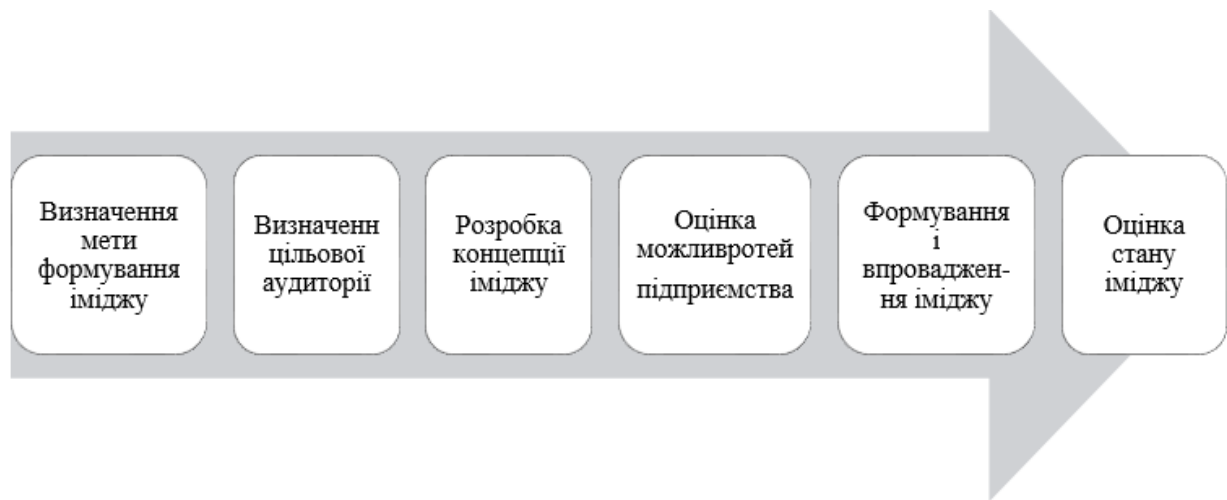 Визначення
мети
формування
іміджу
Визначенн
цільової
аудиторії
Розробка
концепції
іміджу
Оцінка
можливротей
підприємства
Формування
і
впроваджен-
ня іміджу
Оцінка
стану
іміджу